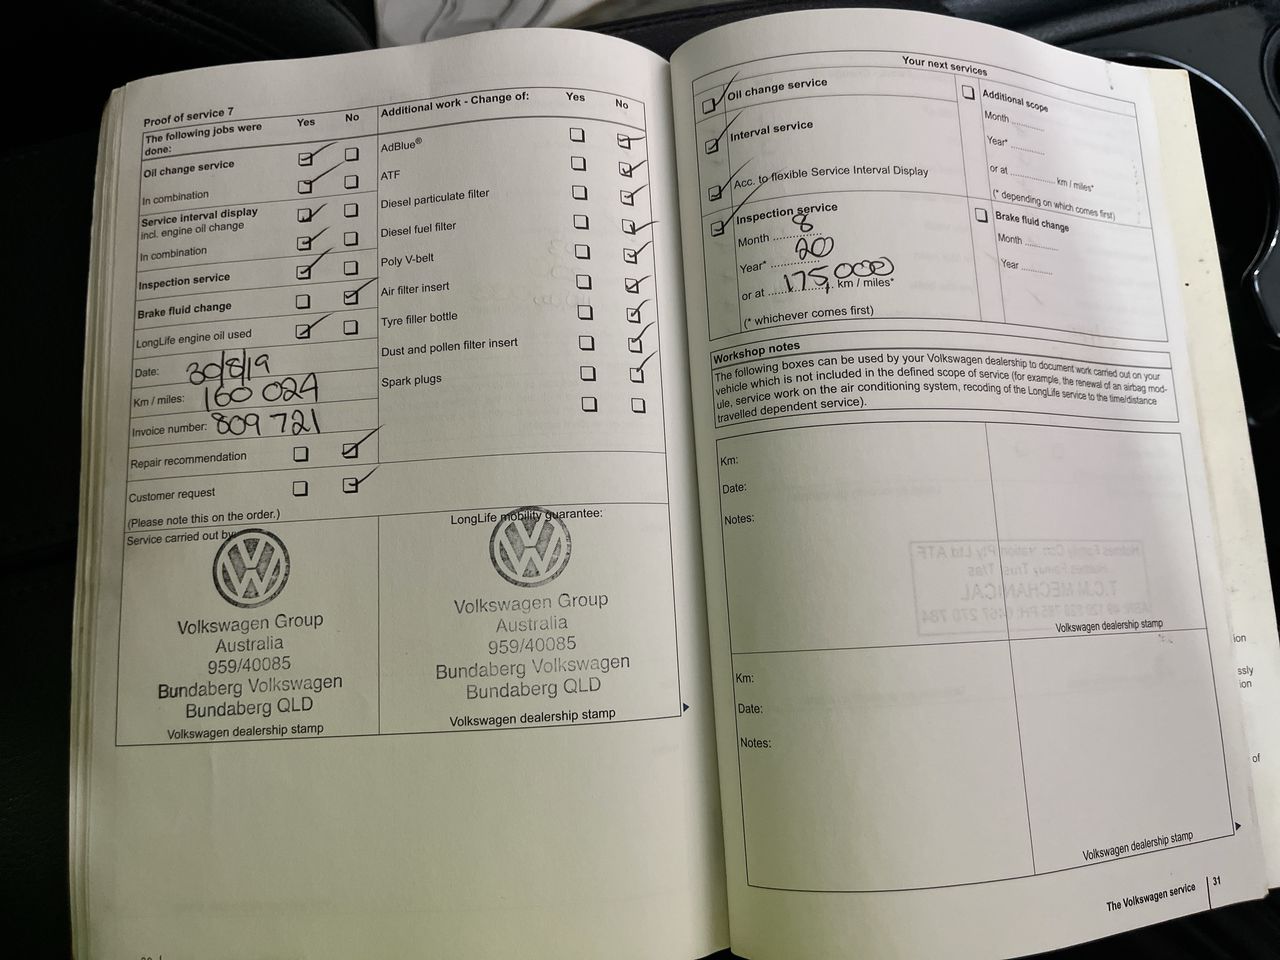 Proof of service 7
The following jobs were done: Yes No
Oil change service
In combination
Service interval display
incl. engine oil change
In combination
Inspection service
Brake fluid change
LongLife engine oil used
Date: 30/8/19
Km / miles: 160 024
Invoice number: 809 721
Repair recommendation
Customer request
(Please note this on the order.)
Additional work - Change of: Yes No
AdBlue®
ATF
Diesel particulate filter
Diesel fuel filter
Poly V-belt
Air filter insert
Tyre filler bottle
Dust and pollen filter insert
Spark plugs
Service carried out by
Volkswagen Group
Australia
959/40085
Bundaberg Volkswagen
Bundaberg QLD
Volkswagen dealership stamp
LongLife mobility guarantee:
Volkswagen Group
Australia
959/40085
Bundaberg Volkswagen
Bundaberg QLD
Volkswagen dealership stamp
Your next services
Oil change service
Interval service
Acc. to flexible Service Interval Display
Inspection service
Month 8
Year* 20
or at 175,000 km / miles*
(* whichever comes first)
Additional scope
Month
Year*
or at km / miles*
(* depending on which comes first)
Brake fluid change
Month
Year
Workshop notes
The following boxes can be used by your Volkswagen dealership to document work carried out on your
vehicle which is not included in the defined scope of service (for example, the renewal of an airbag mod-
ule, service work on the air conditioning system, recoding of the LongLife service to the time/distance
travelled dependent service).
Km:
Date:
Notes:
Volkswagen dealership stamp
Km:
Date:
Notes:
Volkswagen dealership stamp
The Volkswagen service 31
ion
ssly
ion
of